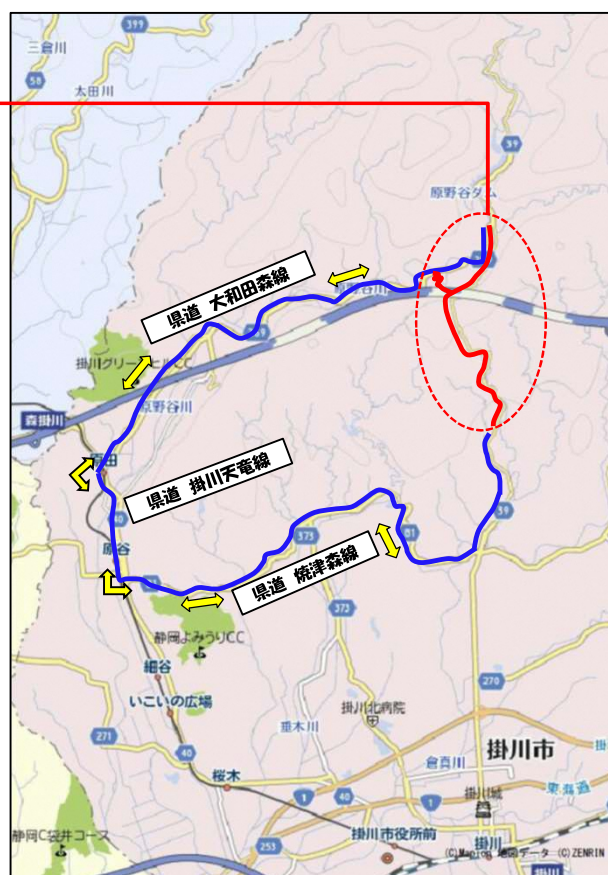 399
三倉川
58
太田川
39
原野谷ダム
県道 大和田森線
原野谷川
掛川グリーンヒルCC
原野谷川
森掛川
原田
県道 掛川天竜線
40
原谷
39
373
81
県道 焼津森線
373
静岡よみうりCC
細谷
いこいの広場
270
掛川北病院
271
垂木川
掛川市
倉真川
40
桜木
1
40
1
掛川城
東海道
掛川市役所前
掛川
253
静岡C袋井コース
(C)Mapion 地図データ (C)ZENRIN
掛川